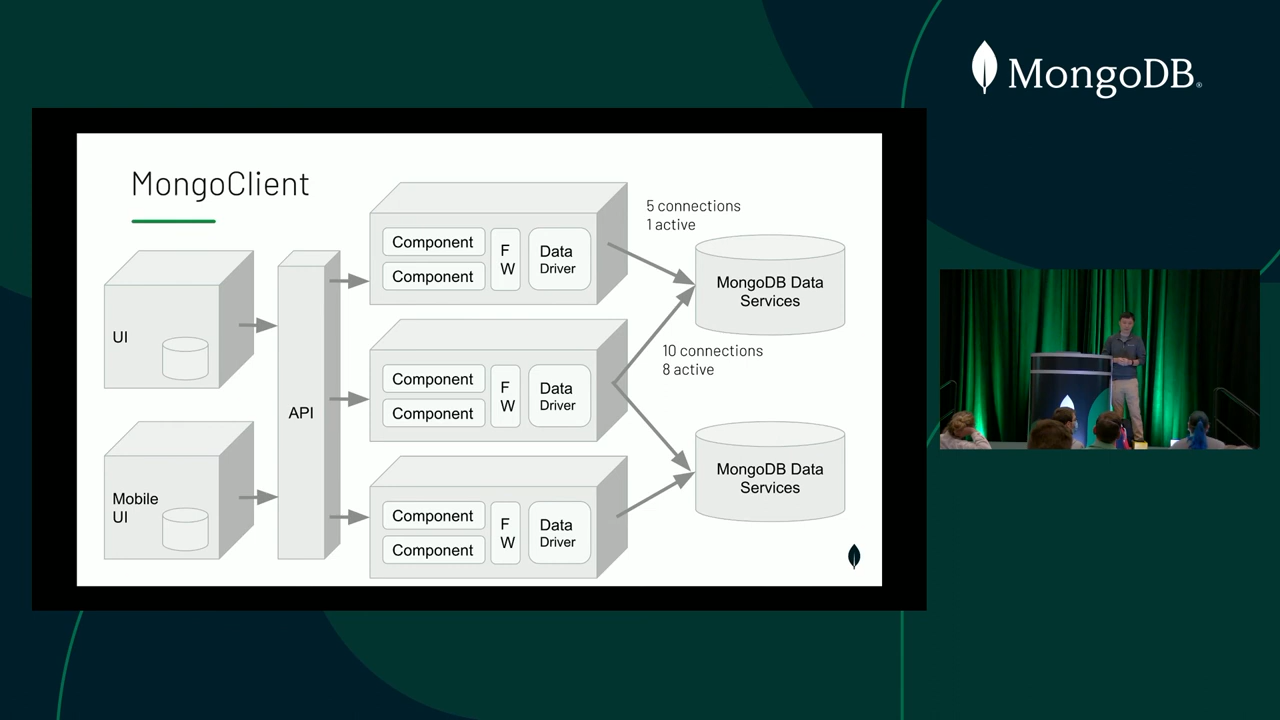 MongoDB®
MongoClient
5 connections
1 active
Component
Component
F
W
Data
Driver
MongoDB Data
Services
UI
10 connections
8 active
Component
Component
F
W
Data
Driver
API
MongoDB Data
Services
Mobile
UI
Component
Component
F
W
Data
Driver